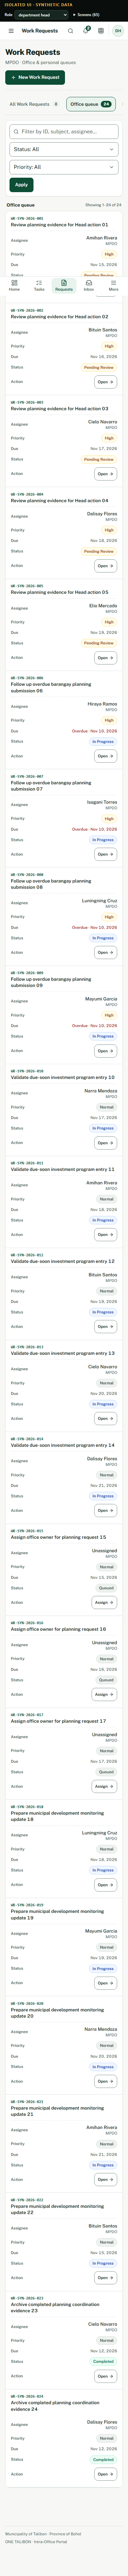 ISOLATED UI · SYNTHETIC DATA
Role department head Testones (65)
Work Requests
DH
Work Requests
MPDO · Office & personal queues
+ New Work Request
All Work Requests 6 Office queue 24
Filter by ID, subject, assignee...
Status: All
Priority: All
Apply
Office queue Showing 1–24 of 24
WR-SYN-2026-001
Review planning evidence for Head action 01
Assignee Amihan Rivera
MPDO
Priority High
Due Nov 15, 2026
Status Pending Review
Home Tasks Requests Inbox More
WR-SYN-2026-002
Review planning evidence for Head action 02
Assignee Bituin Santos
MPDO
Priority High
Due Nov 16, 2026
Status Pending Review
Action Open →
WR-SYN-2026-003
Review planning evidence for Head action 03
Assignee Cielo Navarro
MPDO
Priority High
Due Nov 17, 2026
Status Pending Review
Action Open →
WR-SYN-2026-004
Review planning evidence for Head action 04
Assignee Dalisay Flores
MPDO
Priority High
Due Nov 18, 2026
Status Pending Review
Action Open →
WR-SYN-2026-005
Review planning evidence for Head action 05
Assignee Elio Mercado
MPDO
Priority High
Due Nov 19, 2026
Status Pending Review
Action Open →
WR-SYN-2026-006
Follow up overdue barangay planning
submission 06
Assignee Hiraya Ramos
MPDO
Priority High
Due Overdue · Nov 10, 2026
Status In Progress
Action Open →
WR-SYN-2026-007
Follow up overdue barangay planning
submission 07
Assignee Isagani Torres
MPDO
Priority High
Due Overdue · Nov 10, 2026
Status In Progress
Action Open →
WR-SYN-2026-008
Follow up overdue barangay planning
submission 08
Assignee Luningning Cruz
MPDO
Priority High
Due Overdue · Nov 10, 2026
Status In Progress
Action Open →
WR-SYN-2026-009
Follow up overdue barangay planning
submission 09
Assignee Mayumi Garcia
MPDO
Priority High
Due Overdue · Nov 10, 2026
Status In Progress
Action Open →
WR-SYN-2026-010
Validate due-soon investment program entry 10
Assignee Narra Mendoza
MPDO
Priority Normal
Due Nov 17, 2026
Status In Progress
Action Open →
WR-SYN-2026-011
Validate due-soon investment program entry 11
Assignee Amihan Rivera
MPDO
Priority Normal
Due Nov 18, 2026
Status In Progress
Action Open →
WR-SYN-2026-012
Validate due-soon investment program entry 12
Assignee Bituin Santos
MPDO
Priority Normal
Due Nov 19, 2026
Status In Progress
Action Open →
WR-SYN-2026-013
Validate due-soon investment program entry 13
Assignee Cielo Navarro
MPDO
Priority Normal
Due Nov 20, 2026
Status In Progress
Action Open →
WR-SYN-2026-014
Validate due-soon investment program entry 14
Assignee Dalisay Flores
MPDO
Priority Normal
Due Nov 21, 2026
Status In Progress
Action Open →
WR-SYN-2026-015
Assign office owner for planning request 15
Assignee Unassigned
MPDO
Priority Normal
Due Nov 15, 2026
Status Queued
Action Assign →
WR-SYN-2026-016
Assign office owner for planning request 16
Assignee Unassigned
MPDO
Priority Normal
Due Nov 16, 2026
Status Queued
Action Assign →
WR-SYN-2026-017
Assign office owner for planning request 17
Assignee Unassigned
MPDO
Priority Normal
Due Nov 17, 2026
Status Queued
Action Assign →
WR-SYN-2026-018
Prepare municipal development monitoring
update 18
Assignee Luningning Cruz
MPDO
Priority Normal
Due Nov 18, 2026
Status In Progress
Action Open →
WR-SYN-2026-019
Prepare municipal development monitoring
update 19
Assignee Mayumi Garcia
MPDO
Priority Normal
Due Nov 19, 2026
Status In Progress
Action Open →
WR-SYN-2026-020
Prepare municipal development monitoring
update 20
Assignee Narra Mendoza
MPDO
Priority Normal
Due Nov 20, 2026
Status In Progress
Action Open →
WR-SYN-2026-021
Prepare municipal development monitoring
update 21
Assignee Amihan Rivera
MPDO
Priority Normal
Due Nov 21, 2026
Status In Progress
Action Open →
WR-SYN-2026-022
Prepare municipal development monitoring
update 22
Assignee Bituin Santos
MPDO
Priority Normal
Due Nov 15, 2026
Status In Progress
Action Open →
WR-SYN-2026-023
Archive completed planning coordination
evidence 23
Assignee Cielo Navarro
MPDO
Priority Normal
Due Nov 12, 2026
Status Completed
Action Open →
WR-SYN-2026-024
Archive completed planning coordination
evidence 24
Assignee Dalisay Flores
MPDO
Priority Normal
Due Nov 12, 2026
Status Completed
Action Open →
Municipality of Talibon · Province of Bohol
ONE TALIBON · Intra-Office Portal